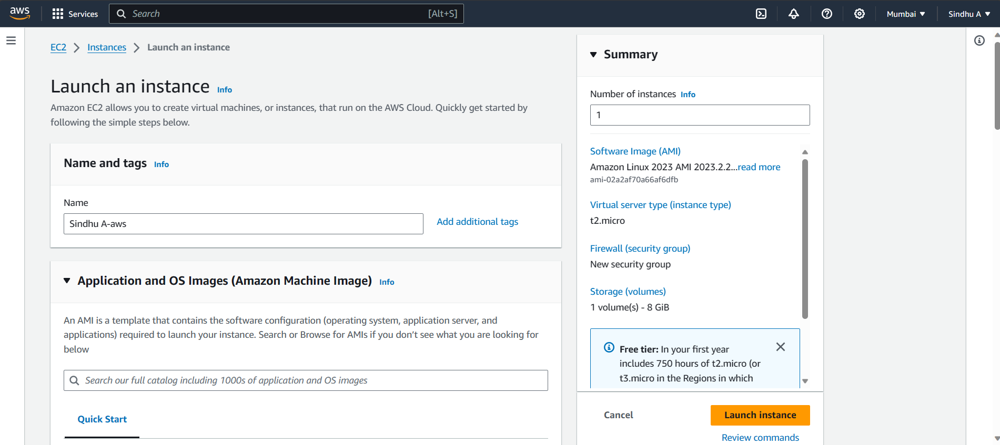 aws
Services
Search
[Alt+S]
Mumbai
Sindhu A
EC2
Instances
Launch an instance
Launch an instance Info
Amazon EC2 allows you to create virtual machines, or instances, that run on the AWS Cloud. Quickly get started by
following the simple steps below.
Name and tags Info
Name
Sindhu A-aws
Add additional tags
Application and OS Images (Amazon Machine Image) Info
An AMI is a template that contains the software configuration (operating system, application server, and
applications) required to launch your instance. Search or Browse for AMIs if you don’t see what you are looking for
below
Search our full catalog including 1000s of application and OS images
Quick Start
Summary
Number of instances Info
1
Software Image (AMI)
Amazon Linux 2023 AMI 2023.2.2...read more
ami-02a2af70a66af6dfb
Virtual server type (instance type)
t2.micro
Firewall (security group)
New security group
Storage (volumes)
1 volume(s) - 8 GiB
Free tier: In your first year
includes 750 hours of t2.micro (or
t3.micro in the Regions in which
Cancel
Launch instance
Review commands